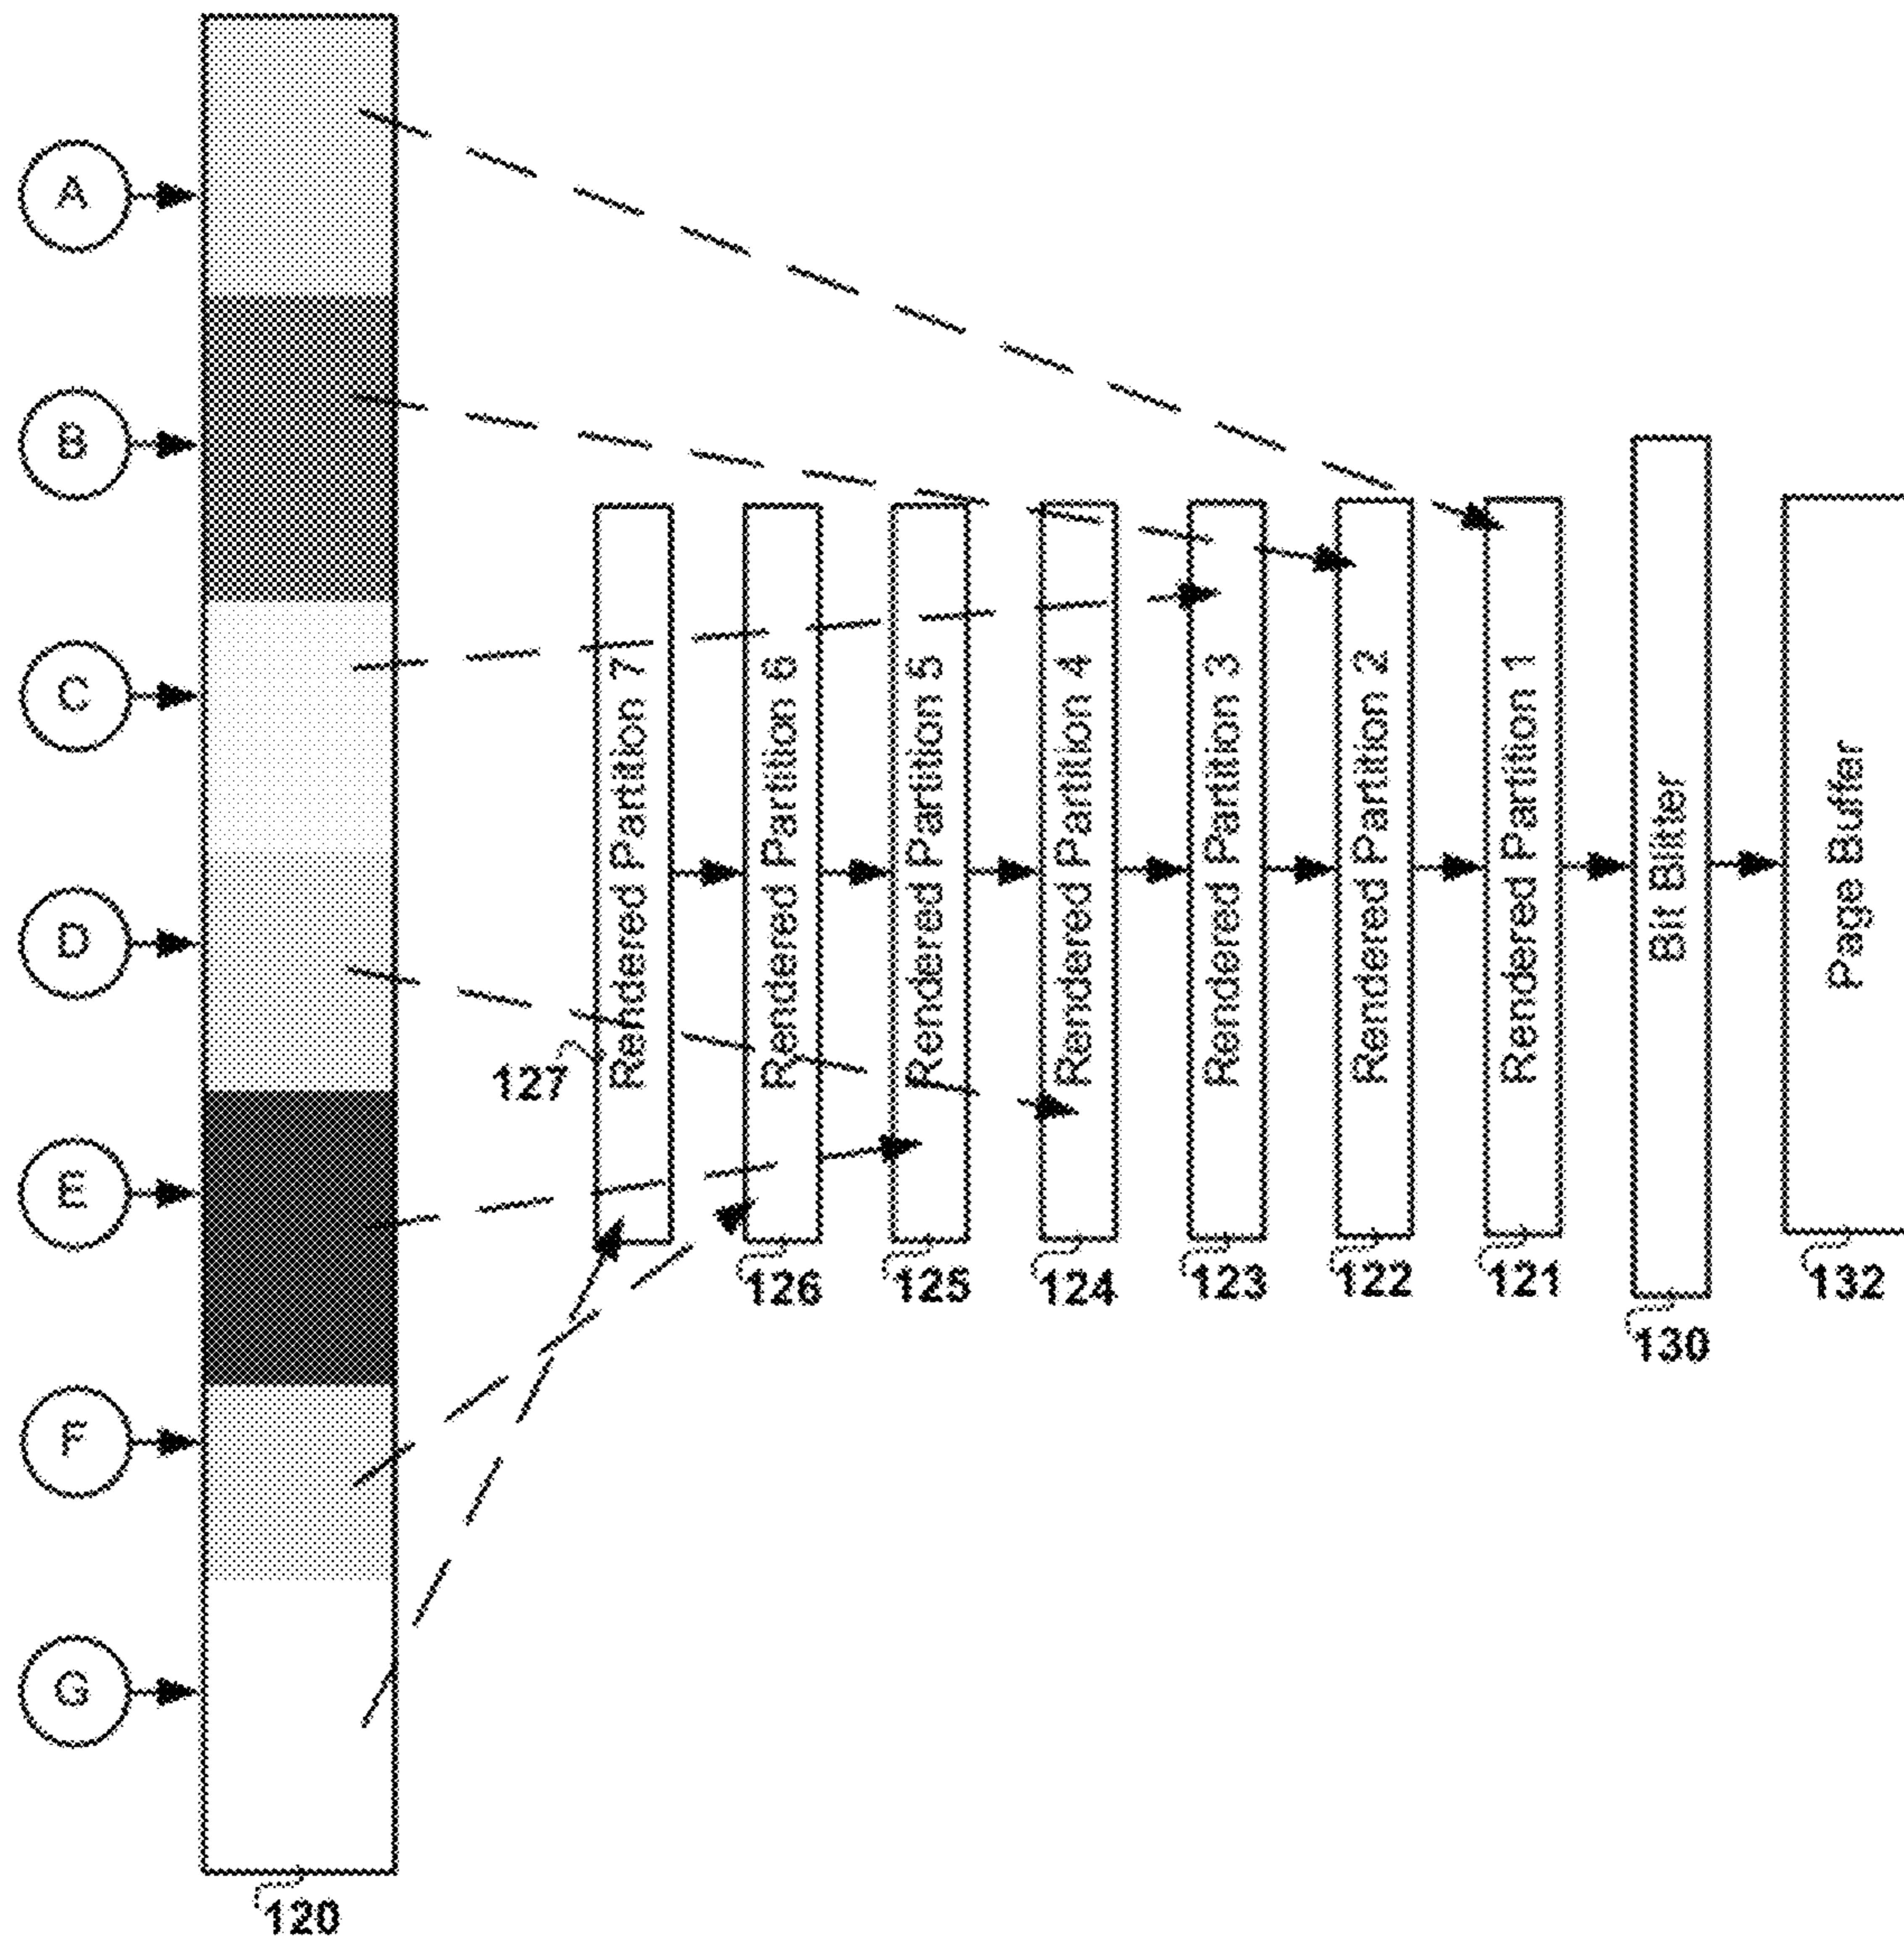 A
B
C
D
E
F
G
120
Rendered Partition 7
127
Rendered Partition 6
126
Rendered Partition 5
125
Rendered Partition 4
124
Rendered Partition 3
123
Rendered Partition 2
122
Rendered Partition 1
121
Bit Blitter
130
Page Buffer
132